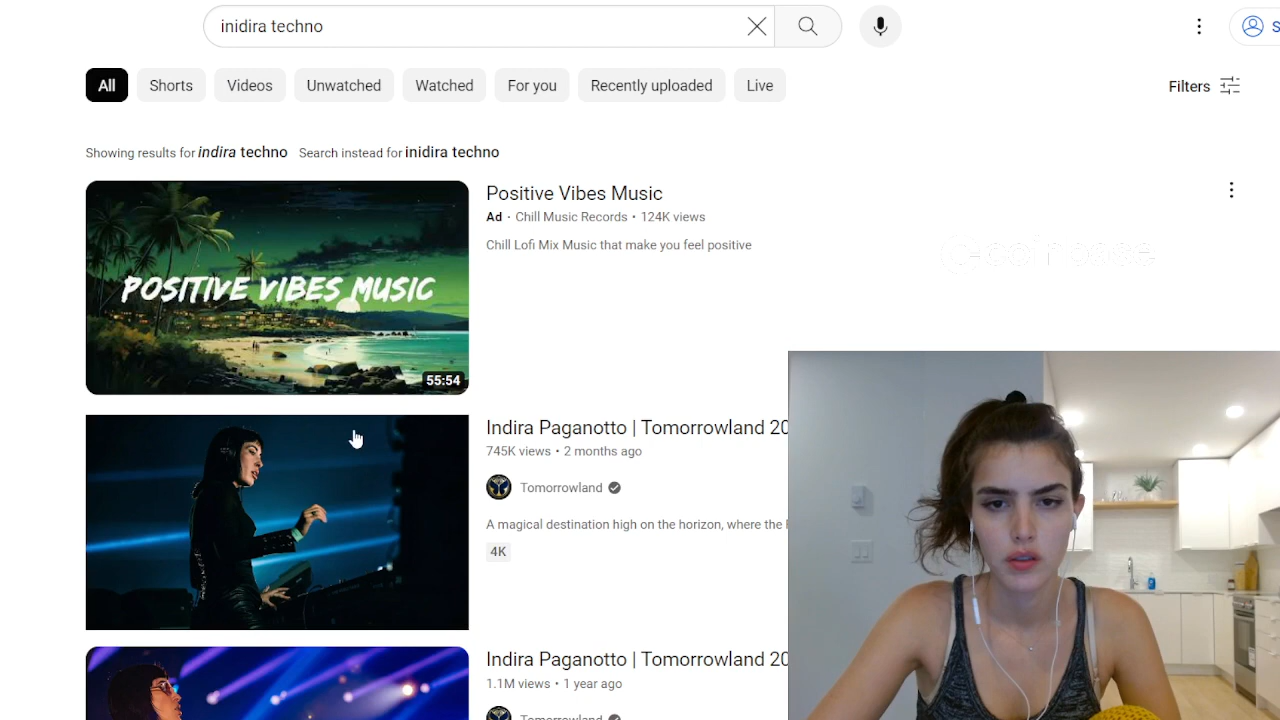 inidira techno
S
All Shorts Videos Unwatched Watched For you Recently uploaded Live Filters
Showing results for indira techno Search instead for inidira techno
POSITIVE VIBES MUSIC
55:54
Positive Vibes Music
Ad · Chill Music Records • 124K views
Chill Lofi Mix Music that make you feel positive
coinbase
Indira Paganotto | Tomorrowland 20
745K views • 2 months ago
Tomorrowland
A magical destination high on the horizon, where the
4K
Indira Paganotto | Tomorrowland 20
1.1M views • 1 year ago
Tomorrowland